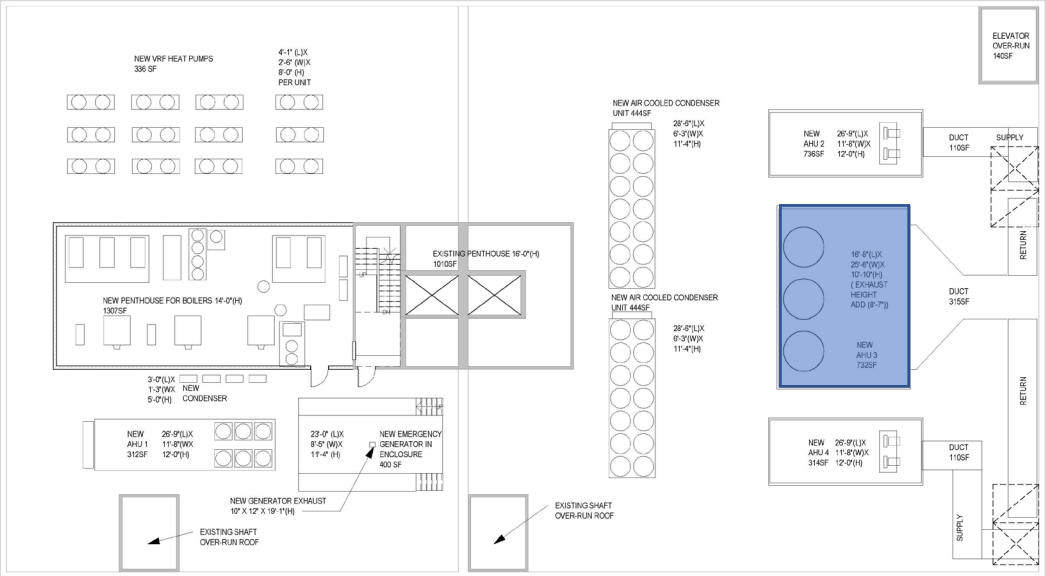 NEW VRF HEAT PUMPS
336 SF
4'-1" (L)X
2'-6" (W)X
8'-0" (H)
PER UNIT
ELEVATOR
OVER-RUN
140SF
NEW AIR COOLED CONDENSER
UNIT 444SF
28'-6"(L)X
6'-3"(W)X
11'-4"(H)
NEW
AHU 2
736SF
26'-9"(L)X
11'-8"(W)X
12'-0"(H)
DUCT
110SF
SUPPLY
RETURN
EXISTING PENTHOUSE 16'-0"(H)
1010SF
UP
DN
NEW PENTHOUSE FOR BOILERS 14'-0"(H)
1307SF
16'-8"(L)X
25'-6"(W)X
10'-10"(H)
( EXHAUST
HEIGHT
ADD (8'-7"))
NEW
AHU 3
732SF
DUCT
315SF
NEW AIR COOLED CONDENSER
UNIT 444SF
28'-6"(L)X
6'-3"(W)X
11'-4"(H)
RETURN
3'-0"(L)X
1'-3"(WX
5'-0"(H)
NEW
CONDENSER
NEW
AHU 1
312SF
26'-9"(L)X
11'-8"(WX
12'-0"(H)
23'-0" (L)X
8'-5" (W)X
11'-4" (H)
NEW EMERGENCY
GENERATOR IN
ENCLOSURE
400 SF
NEW
AHU 4
314SF
26'-9"(L)X
11'-8"(W)X
12'-0"(H)
DUCT
110SF
SUPPLY
NEW GENERATOR EXHAUST
10" X 12" X 19'-1"(H)
EXISTING SHAFT
OVER-RUN ROOF
EXISTING SHAFT
OVER-RUN ROOF